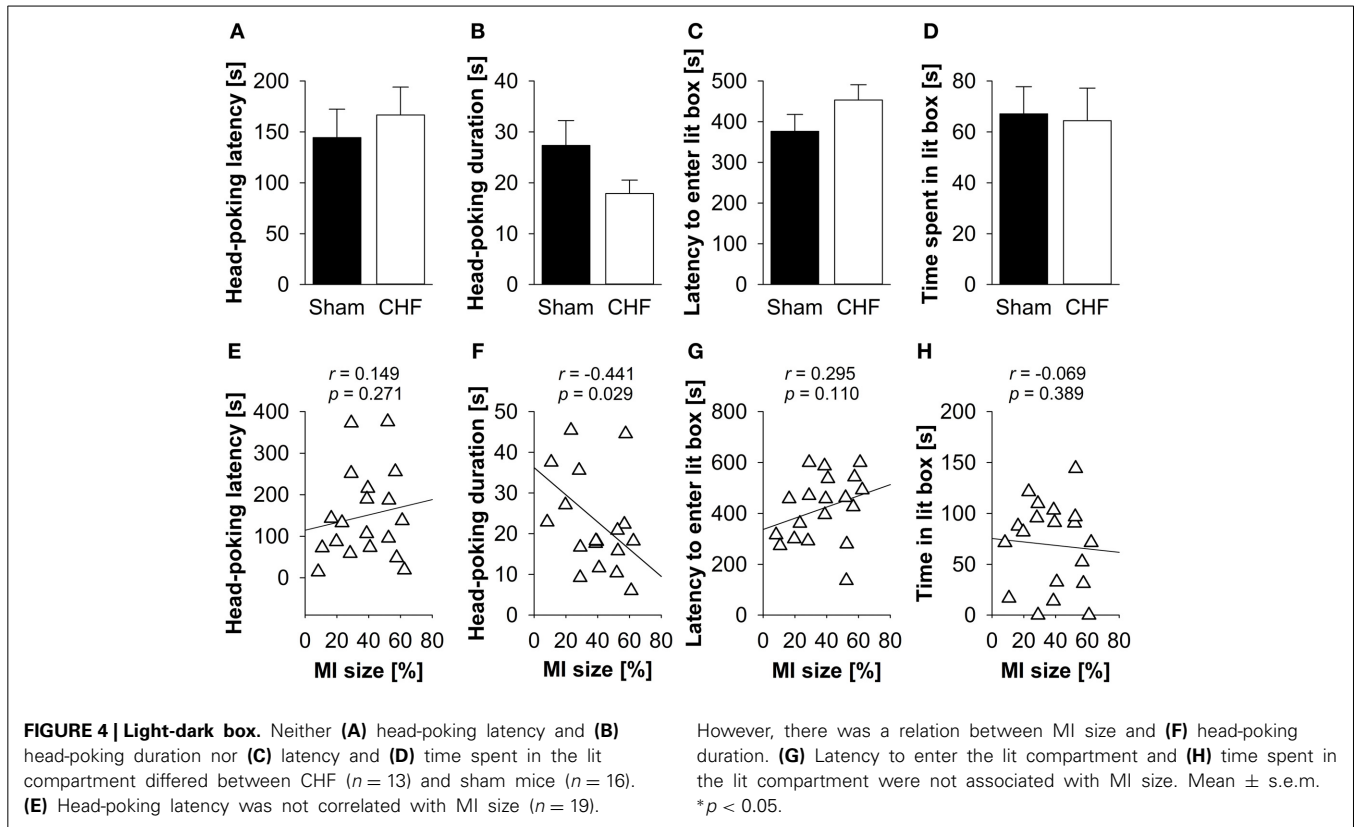 A
B
C
D
Head-poking latency [s]
200
150
100
50
0
Sham CHF
Head-poking duration [s]
40
30
20
10
0
Sham CHF
Latency to enter lit box [s]
500
400
300
200
100
0
Sham CHF
Time spent in lit box [s]
80
60
40
20
0
Sham CHF
E
r = 0.149
p = 0.271
Head-poking latency [s]
400
300
200
100
0
0 20 40 60 80
MI size [%]
F
r = -0.441
p = 0.029
Head-poking duration [s]
50
40
30
20
10
0
0 20 40 60 80
MI size [%]
G
r = 0.295
p = 0.110
Latency to enter lit box [s]
800
600
400
200
0
0 20 40 60 80
MI size [%]
H
r = -0.069
p = 0.389
Time in lit box [s]
200
150
100
50
0
0 20 40 60 80
MI size [%]
FIGURE 4 | Light-dark box. Neither (A) head-poking latency and (B)
head-poking duration nor (C) latency and (D) time spent in the lit
compartment differed between CHF (n = 13) and sham mice (n = 16).
(E) Head-poking latency was not correlated with MI size (n = 19).
However, there was a relation between MI size and (F) head-poking
duration. (G) Latency to enter the lit compartment and (H) time spent in
the lit compartment were not associated with MI size. Mean ± s.e.m.
*p < 0.05.